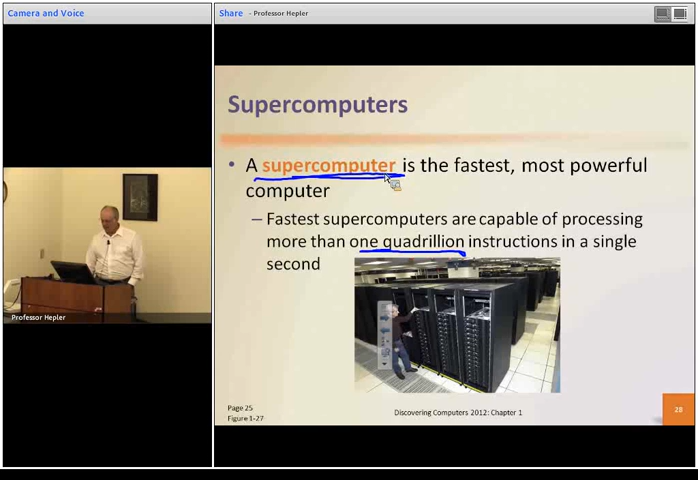 Camera and Voice
Share - Professor Hepler
Supercomputers
• A supercomputer is the fastest, most powerful
computer
– Fastest supercomputers are capable of processing
more than one quadrillion instructions in a single
second
Professor Hepler
Page 25
Figure 1-27
Discovering Computers 2012: Chapter 1
28